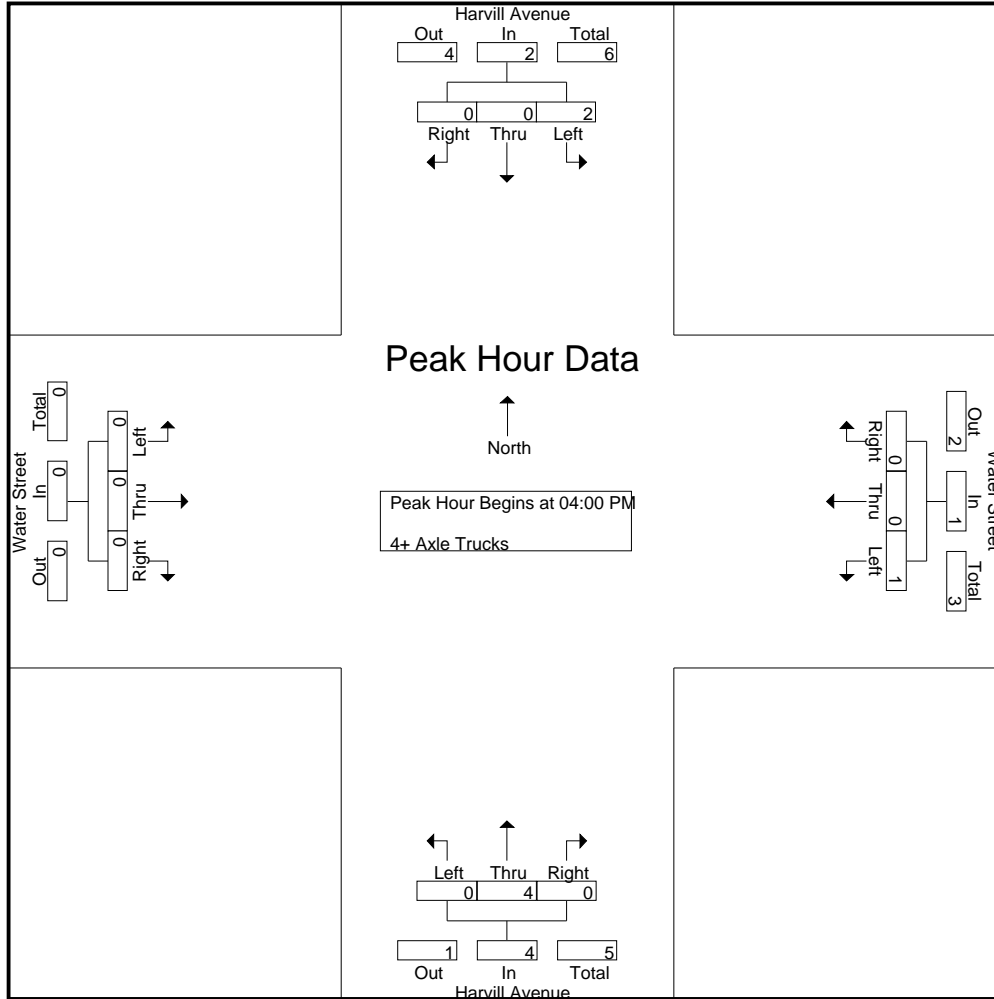 Harvill Avenue
Out In Total
4 2 6
0 0 2
Right Thru Left
Peak Hour Data
North
Peak Hour Begins at 04:00 PM
4+ Axle Trucks
Water Street
Total In Out
0 0 0
0 0 0
Left Thru Right
Water Street
Out In Total
2 1 3
0 0 1
Right Thru Left
Left Thru Right
0 4 0
1 4 5
Out In Total
Harvill Avenue